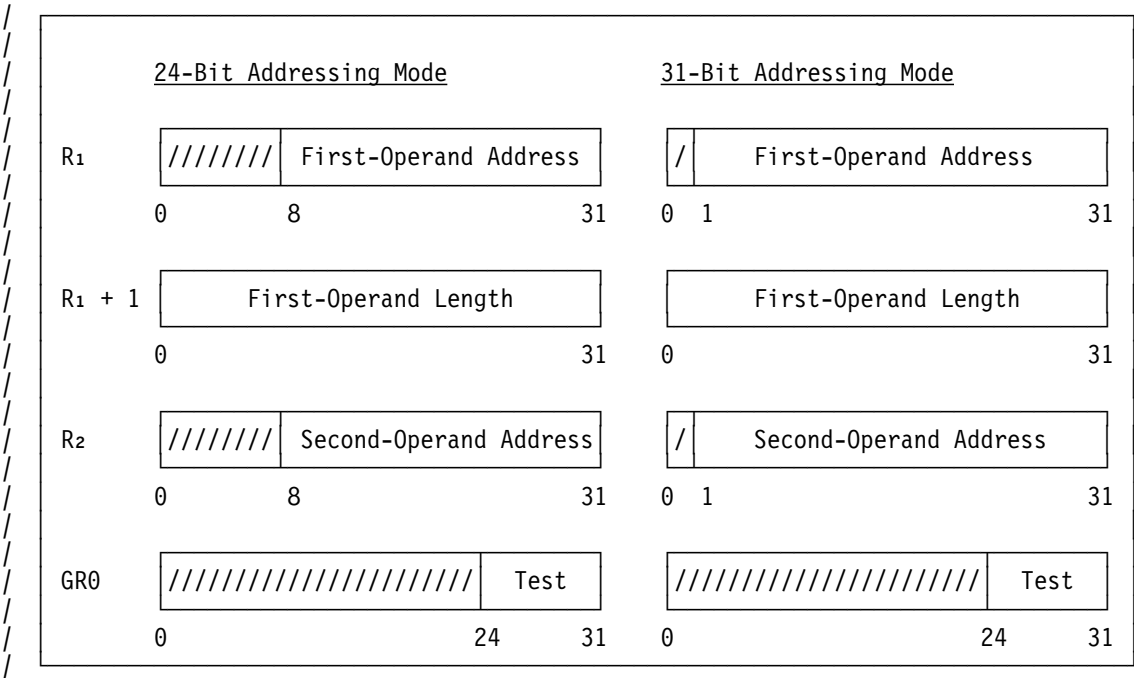 24-Bit Addressing Mode 31-Bit Addressing Mode
R₁ //////// First-Operand Address / First-Operand Address
0 8 31 0 1 31
R₁ + 1 First-Operand Length First-Operand Length
0 31 0 31
R₂ //////// Second-Operand Address / Second-Operand Address
0 8 31 0 1 31
GR0 /////////////////////// Test /////////////////////// Test
0 24 31 0 24 31